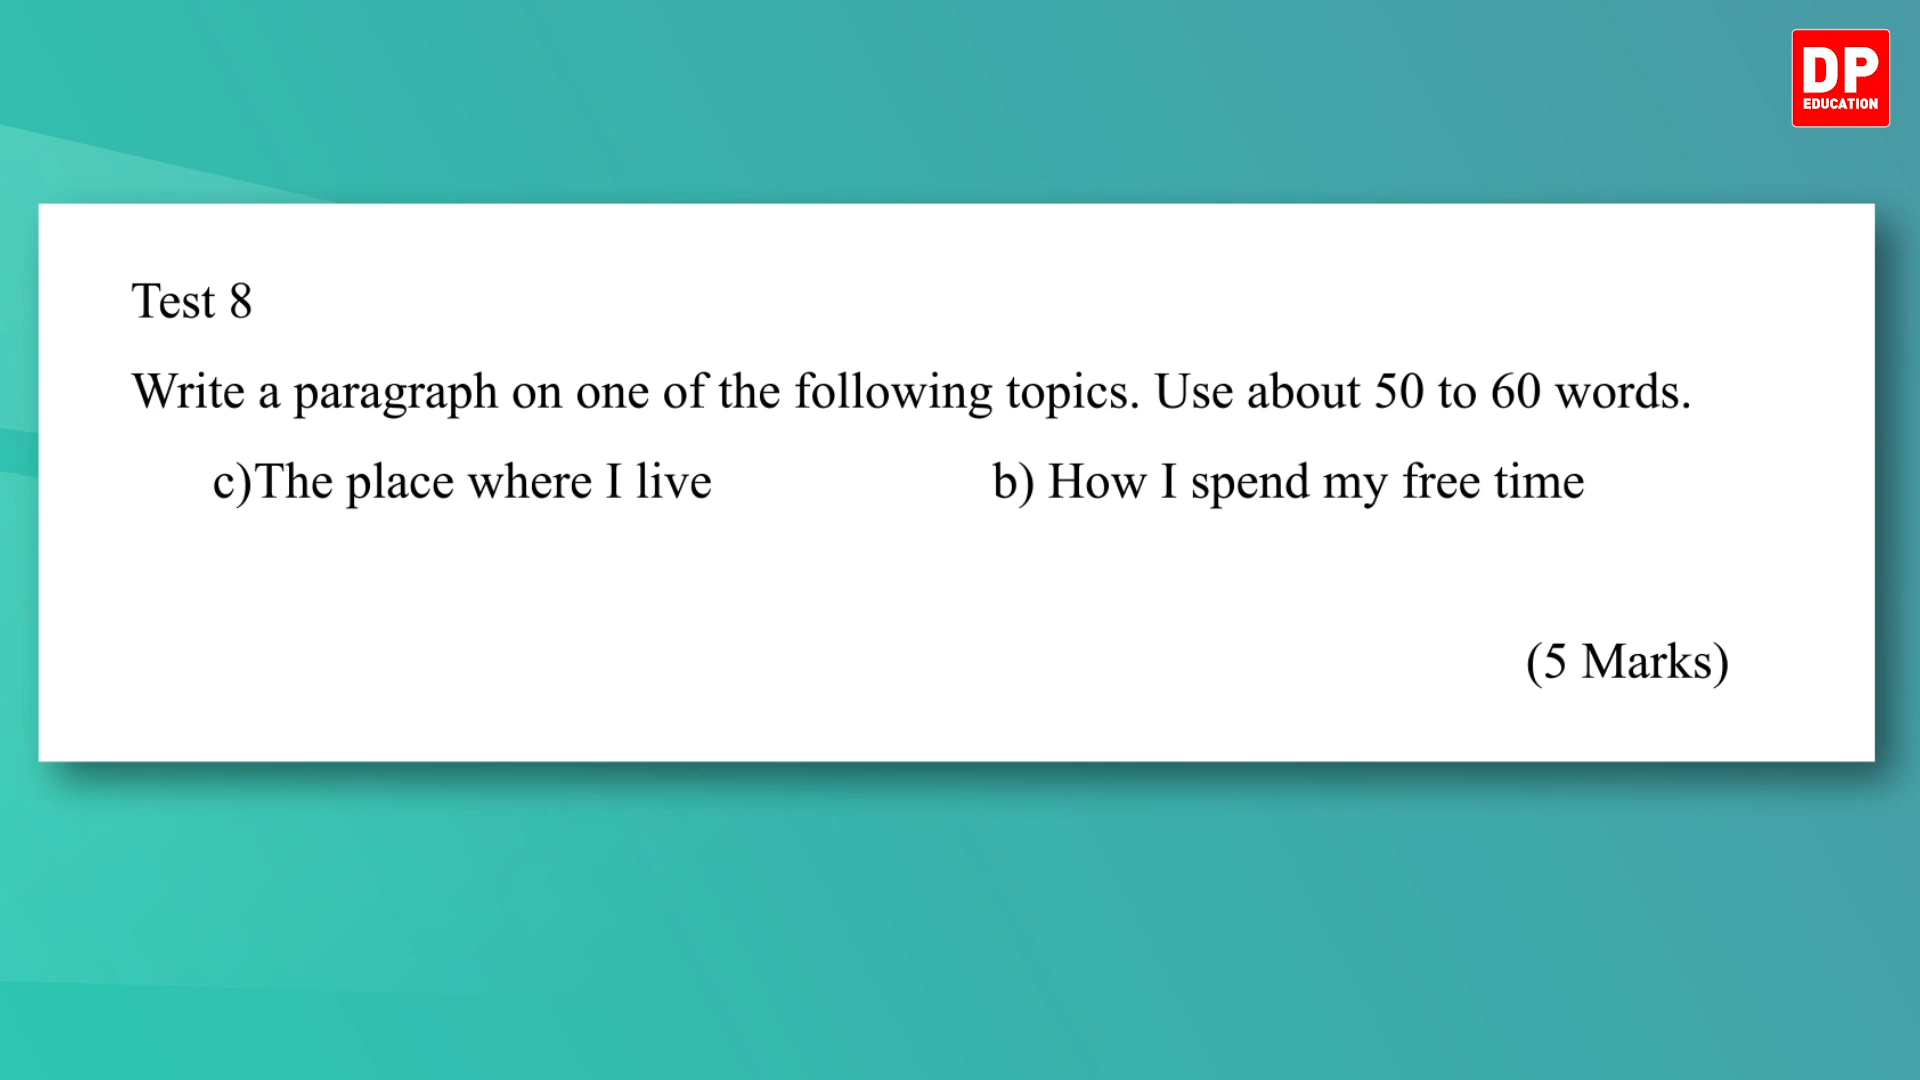 DP
EDUCATION
Test 8
Write a paragraph on one of the following topics. Use about 50 to 60 words.
c)The place where I live b) How I spend my free time
(5 Marks)